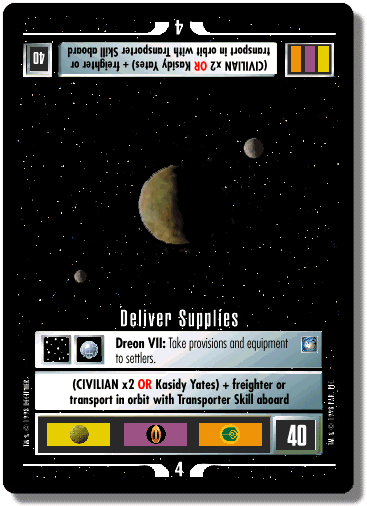 4
(CIVILIAN x2 OR Kasidy Yates) + freighter or
transport in orbit with Transporter Skill aboard
40
Deliver Supplies
Dreon VII: Take provisions and equipment
to settlers.
(CIVILIAN x2 OR Kasidy Yates) + freighter or
transport in orbit with Transporter Skill aboard
40
4